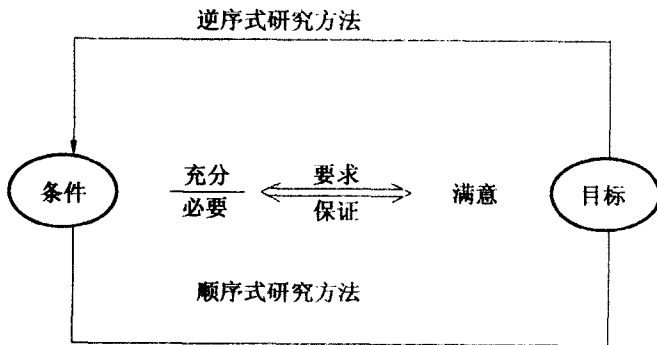 逆序式研究方法
条件
充分
必要
要求
保证
满意
目标
顺序式研究方法